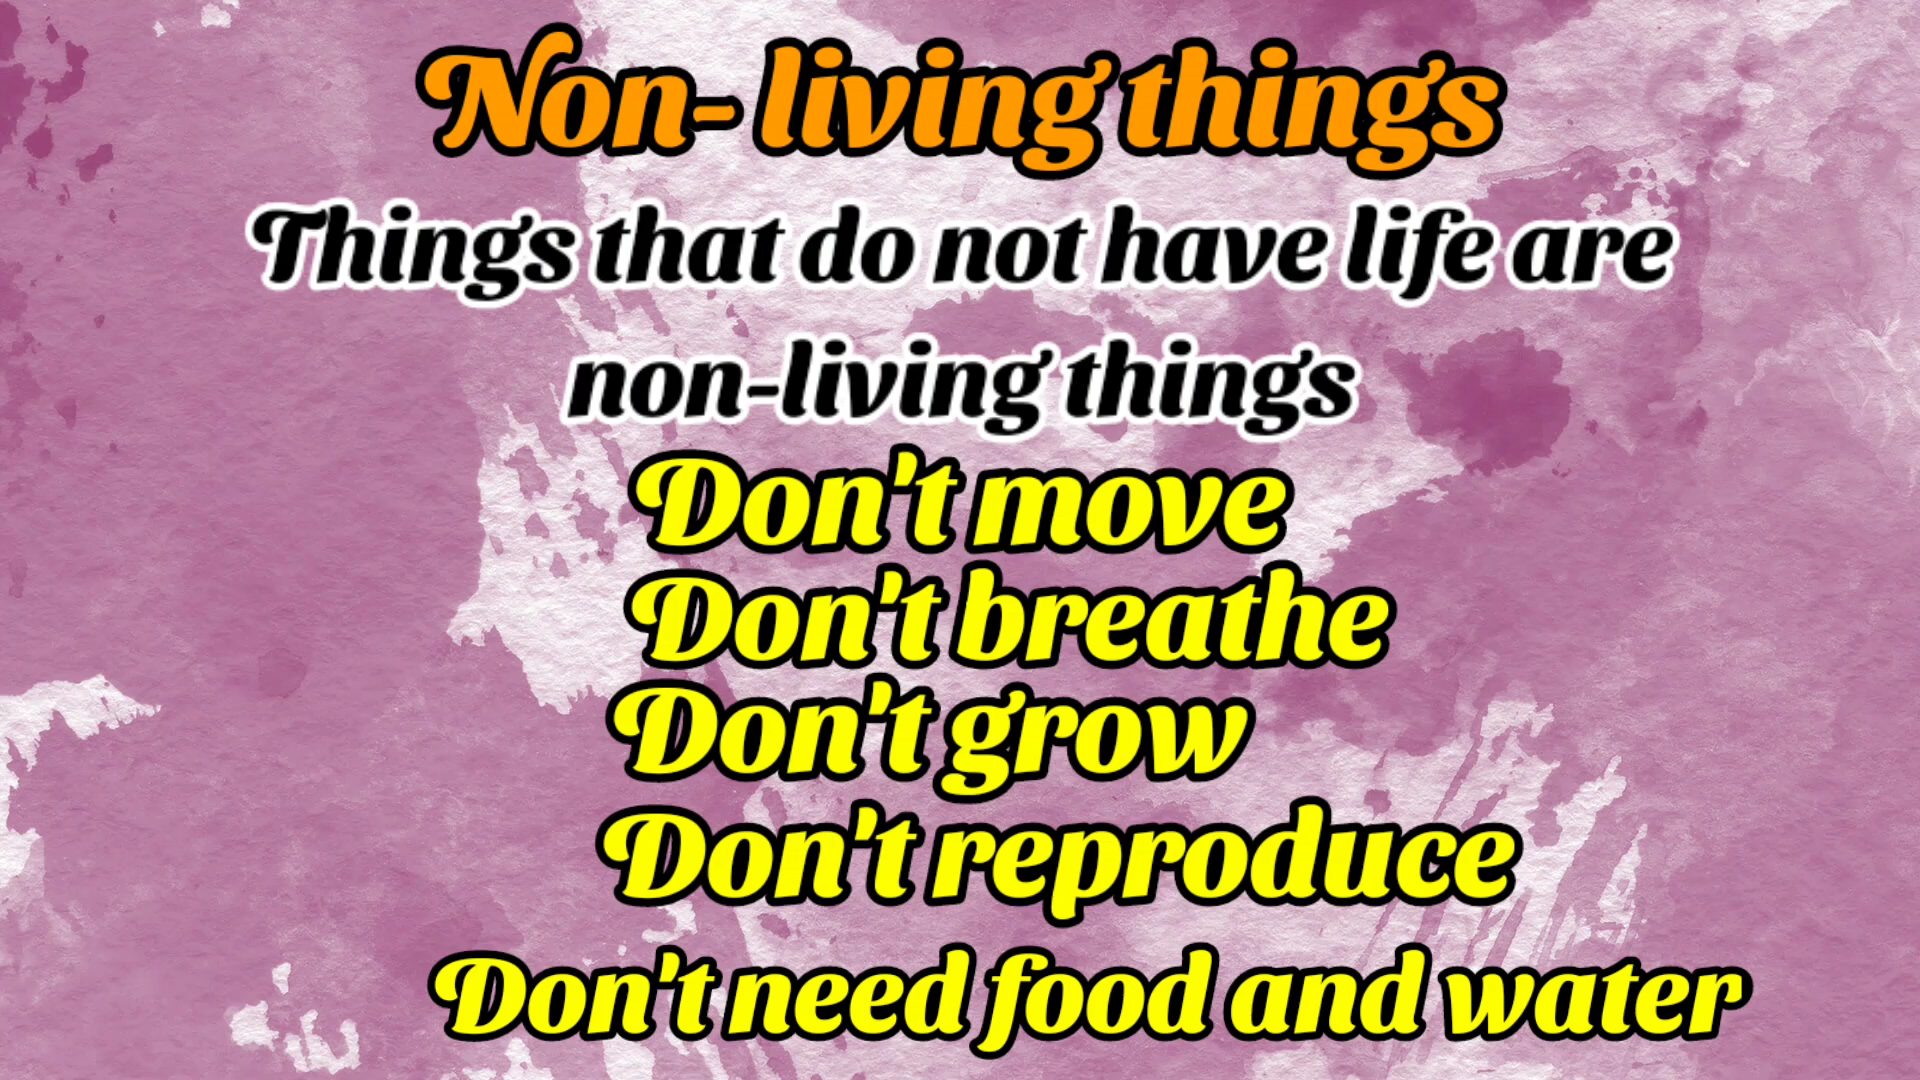 Non- living things
Things that do not have life are
non-living things
Don't move
Don't breathe
Don't grow
Don't reproduce
Don't need food and water